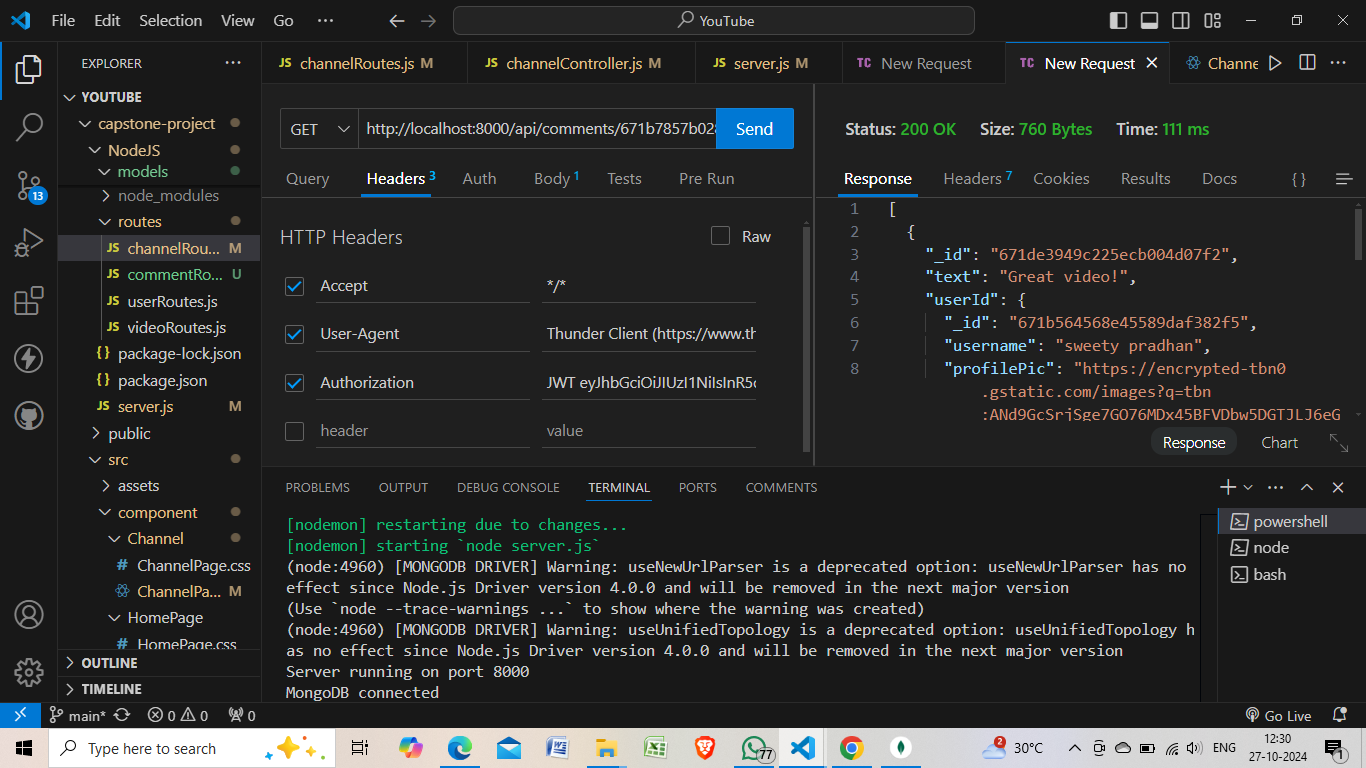 File Edit Selection View Go ···
YouTube
EXPLORER ···
YOUTUBE
capstone-project
NodeJS
models
node_modules
routes
JS channelRou... M
JS commentRo... U
JS userRoutes.js
JS videoRoutes.js
{} package-lock.json
{} package.json
JS server.js M
public
src
assets
component
Channel
# ChannelPage.css
ChannelPa... M
HomePage
# HomePage.css
OUTLINE
TIMELINE
13
JS channelRoutes.js M
JS channelController.js M
JS server.js M
TC New Request
TC New Request
Channe
···
GET
http://localhost:8000/api/comments/671b7857b028
Send
Query Headers 3 Auth Body 1 Tests Pre Run
HTTP Headers
Raw
Accept */*
User-Agent Thunder Client (https://www.th
Authorization JWT eyJhbGciOiJIUzI1NiIsInR5c
header value
Status: 200 OK Size: 760 Bytes Time: 111 ms
Response Headers 7 Cookies Results Docs {}
1 [
2 {
3 "_id": "671de3949c225ecb004d07f2",
4 "text": "Great video!",
5 "userId": {
6 "_id": "671b564568e45589daf382f5",
7 "username": "sweety pradhan",
8 "profilePic": "https://encrypted-tbn0
.gstatic.com/images?q=tbn
:ANd9GcSrjSge7GO76MDx45BFVDbw5DGTJLJ6eG
Response Chart
PROBLEMS OUTPUT DEBUG CONSOLE TERMINAL PORTS COMMENTS
···
[nodemon] restarting due to changes...
[nodemon] starting `node server.js`
(node:4960) [MONGODB DRIVER] Warning: useNewUrlParser is a deprecated option: useNewUrlParser has no
effect since Node.js Driver version 4.0.0 and will be removed in the next major version
(Use `node --trace-warnings ...` to show where the warning was created)
(node:4960) [MONGODB DRIVER] Warning: useUnifiedTopology is a deprecated option: useUnifiedTopology h
as no effect since Node.js Driver version 4.0.0 and will be removed in the next major version
Server running on port 8000
MongoDB connected
powershell
node
bash
main* 0 0 0
Go Live
Type here to search
77
2
30°C
ENG
12:30
27-10-2024
1